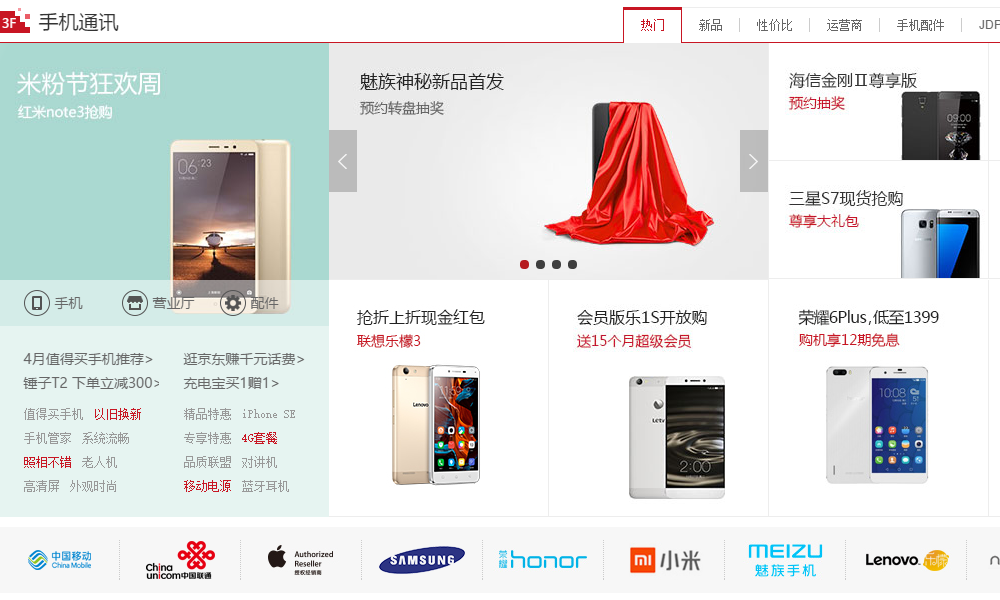 3F 手机通讯
热门 新品 性价比 运营商 手机配件 JDP
米粉节狂欢周
红米note3抢购
06:23
手机 营业厅 配件
4月值得买手机推荐> 逛京东赚千元话费>
锤子T2 下单立减300> 充电宝买1赠1>
值得买手机 以旧换新 精品特惠 iPhone SE
手机管家 系统流畅 专享特惠 4G套餐
照相不错 老人机 品质联盟 对讲机
高清屏 外观时尚 移动电源 蓝牙耳机
魅族神秘新品首发
预约转盘抽奖
海信金刚II尊享版
预约抽奖
09:00
三星S7现货抢购
尊享大礼包
抢折上折现金红包
联想乐檬3
Lenovo
会员版乐1S开放购
送15个月超级会员
2:00
荣耀6Plus,低至1399
购机享12期免息
10:08
中国移动
China Mobile
China
unicom中国联通
Authorized
Reseller
授权经销商
SAMSUNG
荣耀 honor
mi 小米
MEIZU
魅族手机
Lenovo